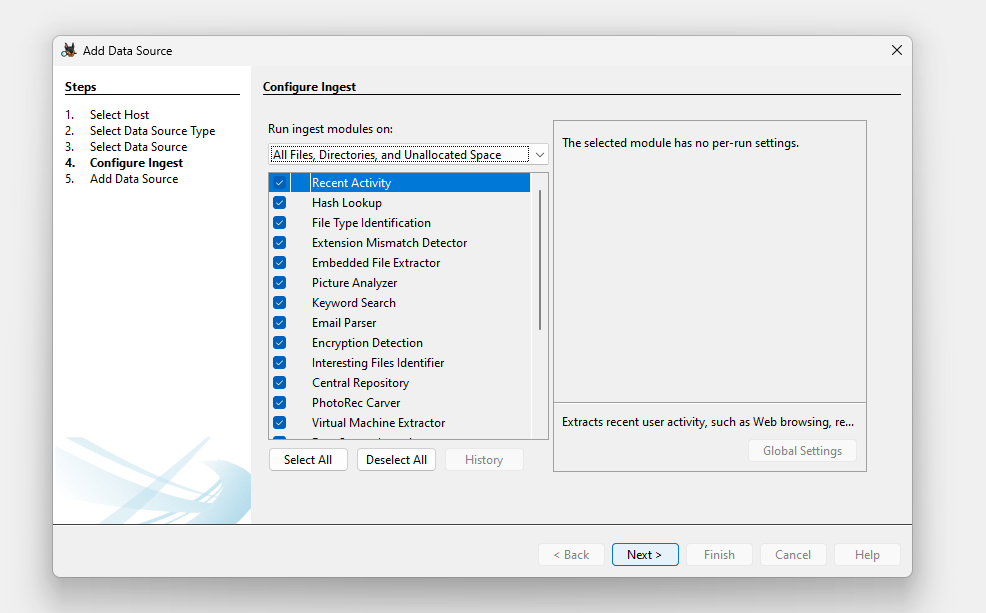 Add Data Source
Steps
1. Select Host
2. Select Data Source Type
3. Select Data Source
4. Configure Ingest
5. Add Data Source
Configure Ingest
Run ingest modules on:
All Files, Directories, and Unallocated Space
Recent Activity
Hash Lookup
File Type Identification
Extension Mismatch Detector
Embedded File Extractor
Picture Analyzer
Keyword Search
Email Parser
Encryption Detection
Interesting Files Identifier
Central Repository
PhotoRec Carver
Virtual Machine Extractor
Select All
Deselect All
History
The selected module has no per-run settings.
Extracts recent user activity, such as Web browsing, re...
Global Settings
< Back
Next >
Finish
Cancel
Help